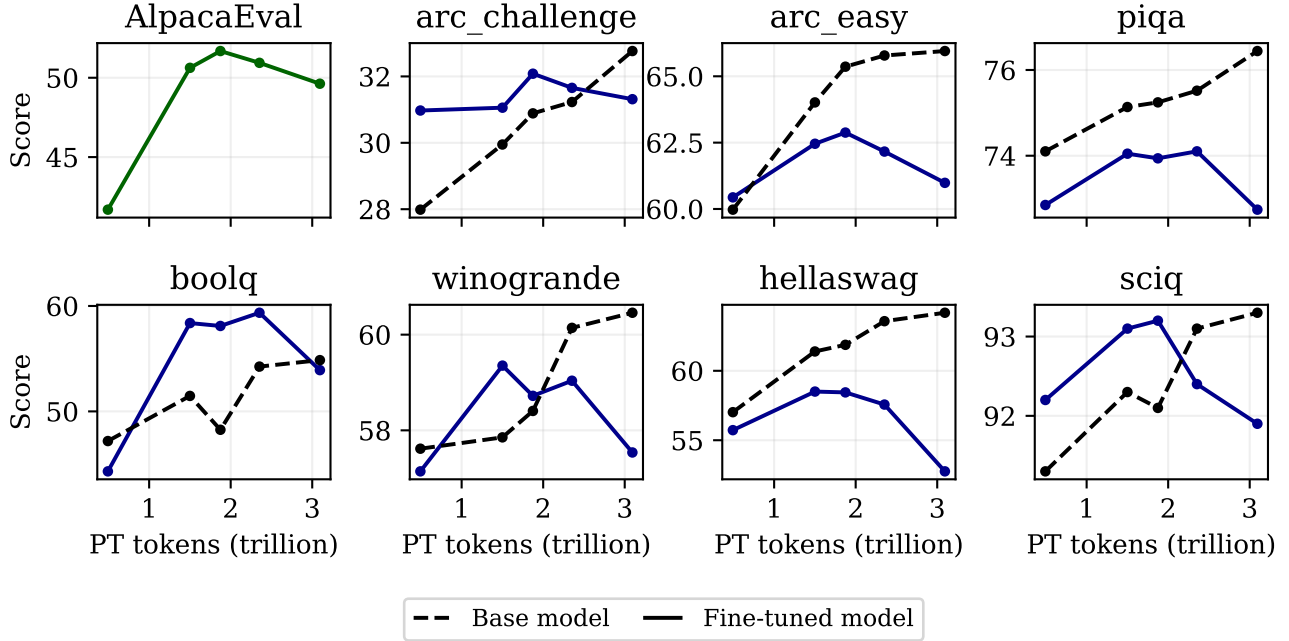 AlpacaEval
arc_challenge
arc_easy
piqa
Score
50
45
32
30
28
65.0
62.5
60.0
76
74
boolq
winogrande
hellaswag
sciq
Score
60
50
60
58
60
55
93
92
1 2 3
1 2 3
1 2 3
1 2 3
PT tokens (trillion)
PT tokens (trillion)
PT tokens (trillion)
PT tokens (trillion)
Base model
Fine-tuned model